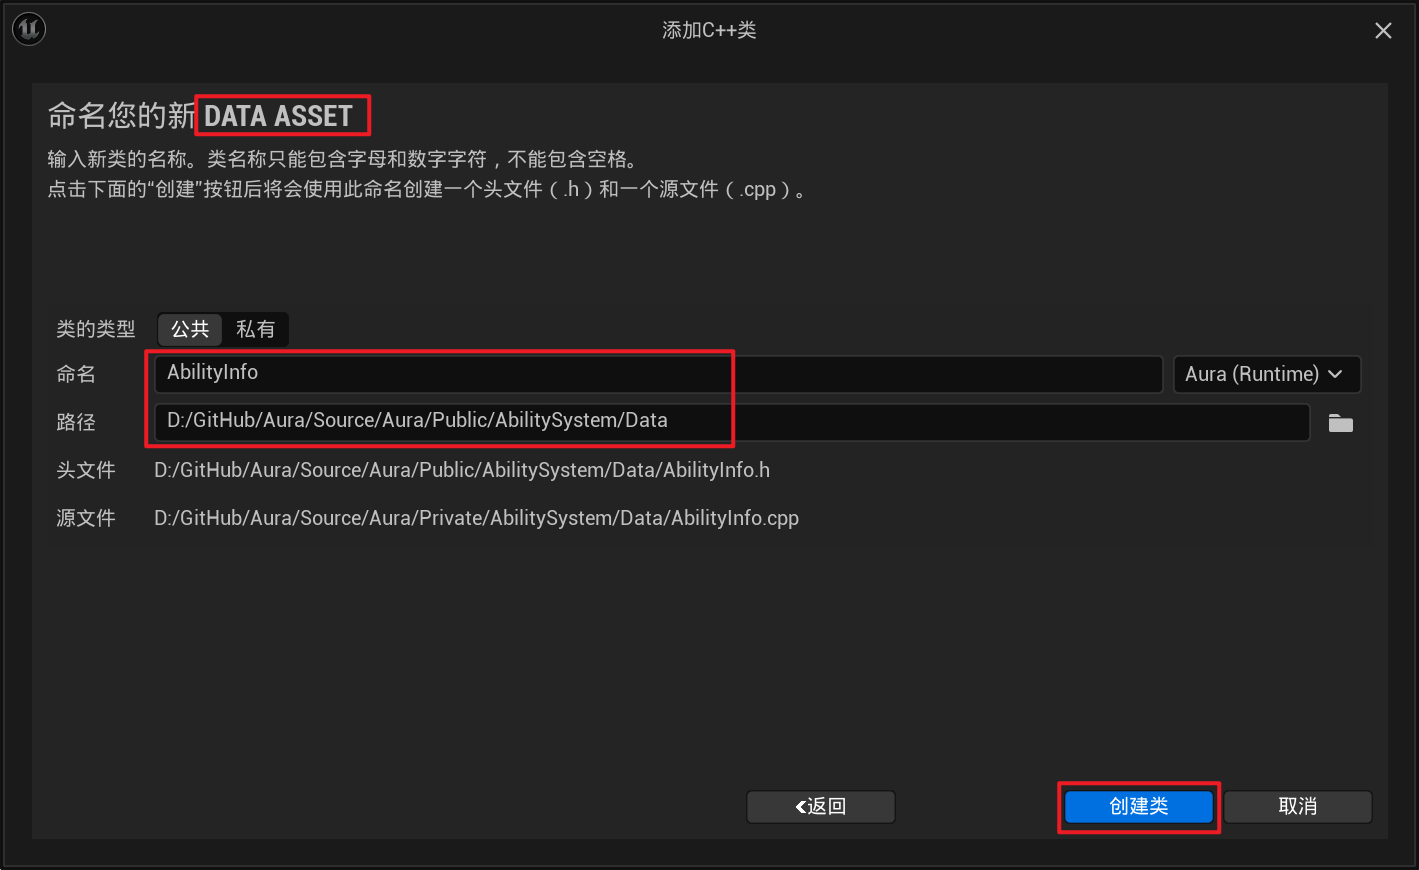 添加C++类
命名您的新 DATA ASSET
输入新类的名称。类名称只能包含字母和数字字符，不能包含空格。
点击下面的“创建”按钮后将会使用此命名创建一个头文件（.h）和一个源文件（.cpp）。
类的类型 公共 私有
命名 AbilityInfo Aura (Runtime)
路径 D:/GitHub/Aura/Source/Aura/Public/AbilitySystem/Data
头文件 D:/GitHub/Aura/Source/Aura/Public/AbilitySystem/Data/AbilityInfo.h
源文件 D:/GitHub/Aura/Source/Aura/Private/AbilitySystem/Data/AbilityInfo.cpp
返回 创建类 取消